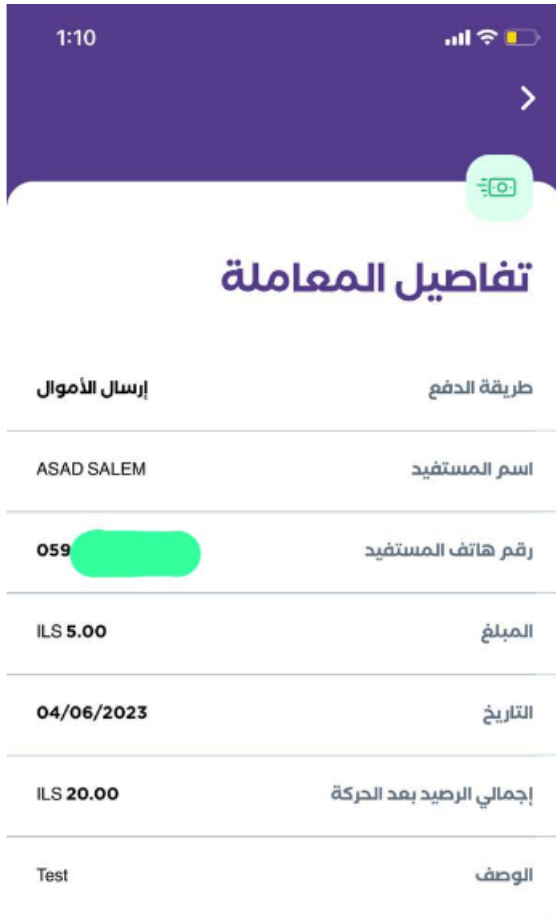 1:10
تفاصيل المعاملة
طريقة الدفع إرسال الأموال
اسم المستفيد ASAD SALEM
رقم هاتف المستفيد 059
المبلغ ILS 5.00
التاريخ 04/06/2023
إجمالي الرصيد بعد الحركة ILS 20.00
الوصف Test